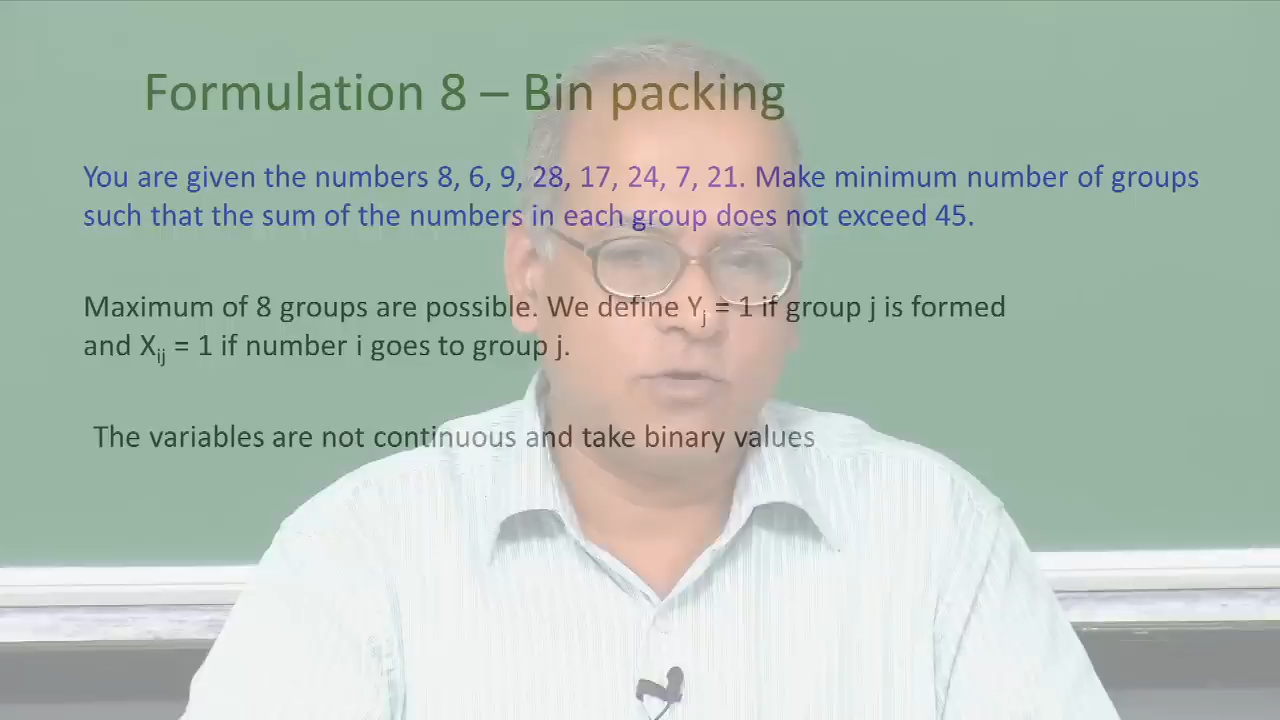 Formulation 8 – Bin packing
You are given the numbers 8, 6, 9, 28, 17, 24, 7, 21. Make minimum number of groups
such that the sum of the numbers in each group does not exceed 45.
Maximum of 8 groups are possible. We define Yj = 1 if group j is formed
and Xij = 1 if number i goes to group j.
The variables are not continuous and take binary values